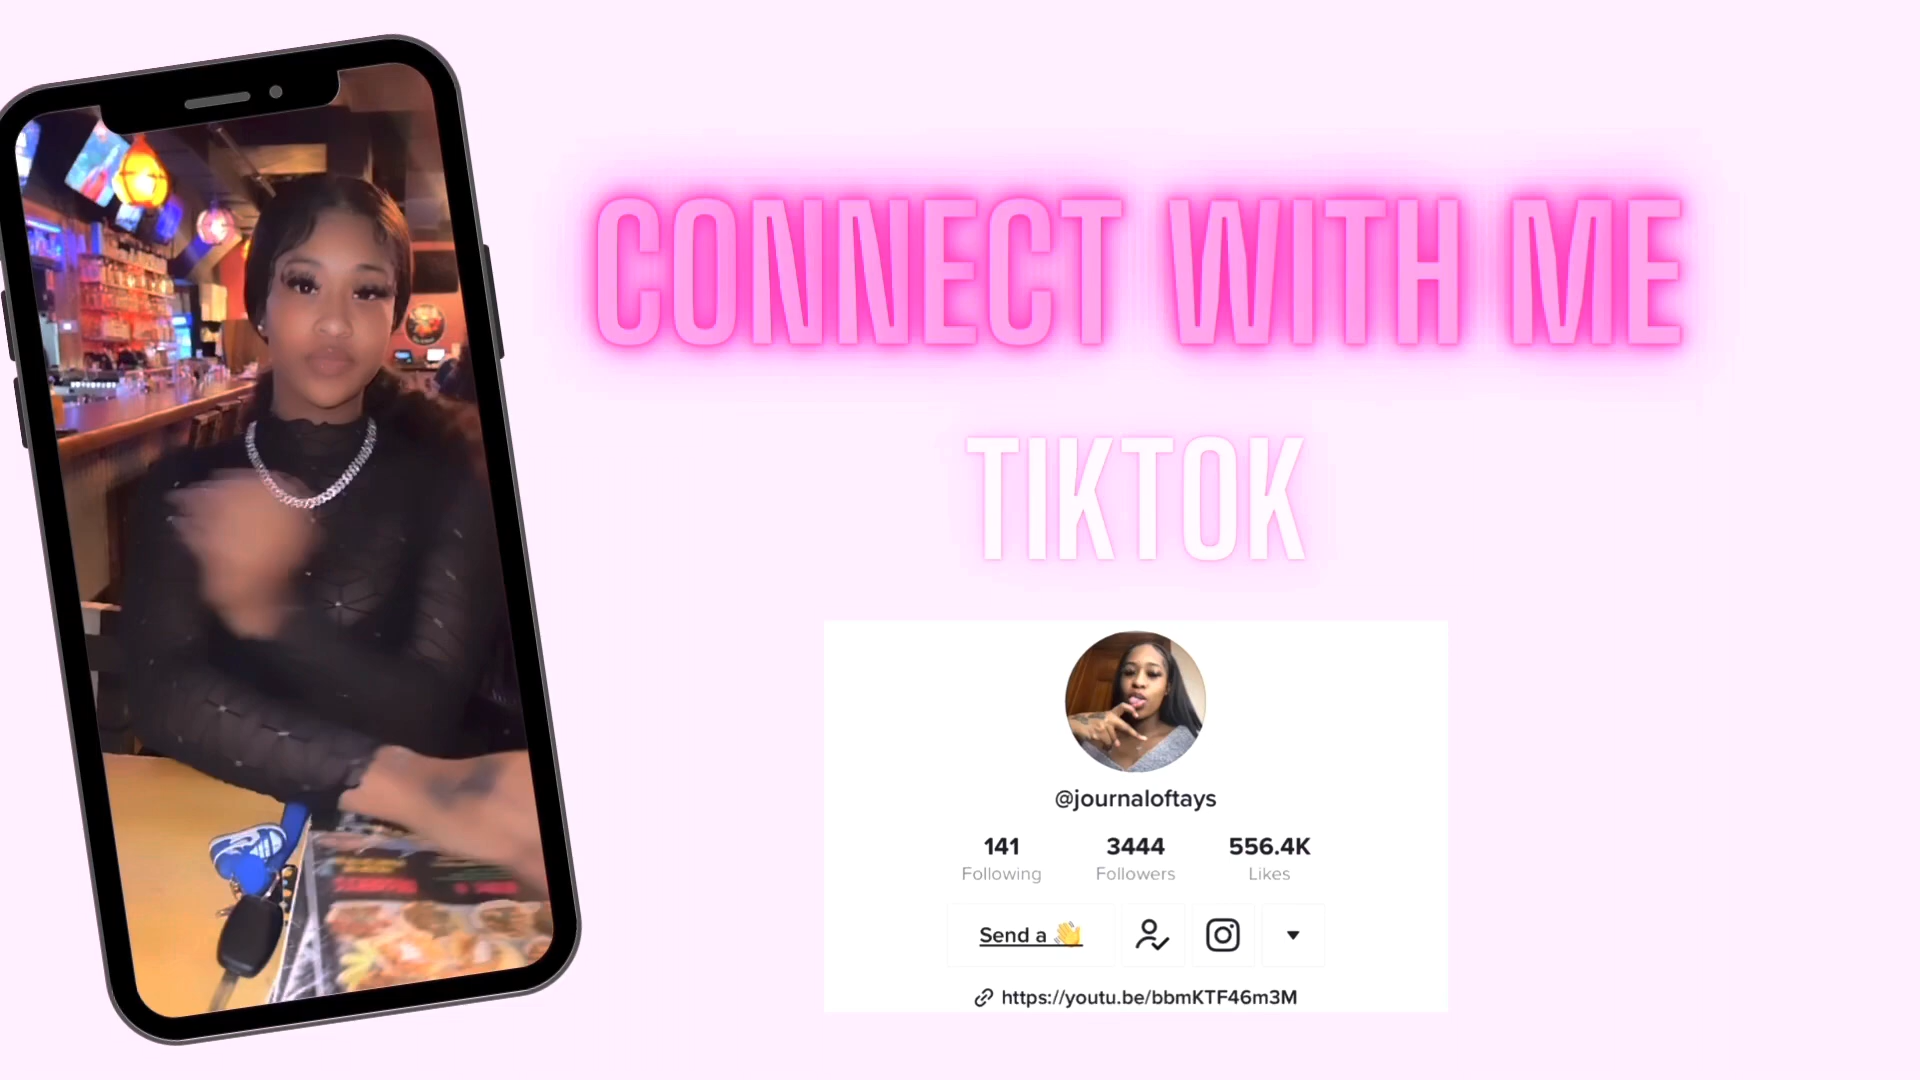 CONNECT WITH ME
TIKTOK
@journaloftays
141 3444 556.4K
Following Followers Likes
Send a 👋
https://youtu.be/bbmKTF46m3M